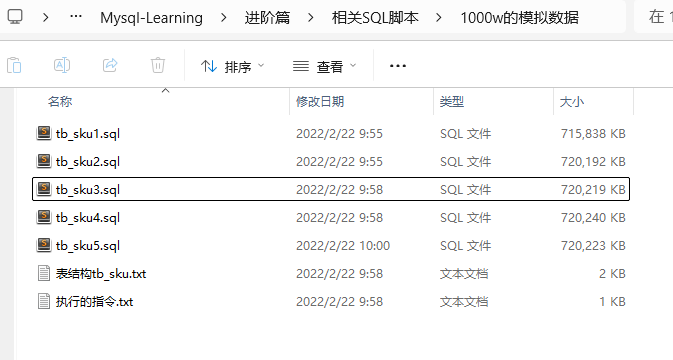 ··· Mysql-Learning > 进阶篇 > 相关SQL脚本 > 1000w的模拟数据 在 1
排序 查看 ···
名称 修改日期 类型 大小
tb_sku1.sql 2022/2/22 9:55 SQL 文件 715,838 KB
tb_sku2.sql 2022/2/22 9:55 SQL 文件 720,192 KB
tb_sku3.sql 2022/2/22 9:58 SQL 文件 720,219 KB
tb_sku4.sql 2022/2/22 9:58 SQL 文件 720,240 KB
tb_sku5.sql 2022/2/22 10:00 SQL 文件 720,223 KB
表结构tb_sku.txt 2022/2/22 9:58 文本文档 2 KB
执行的指令.txt 2022/2/22 9:58 文本文档 1 KB